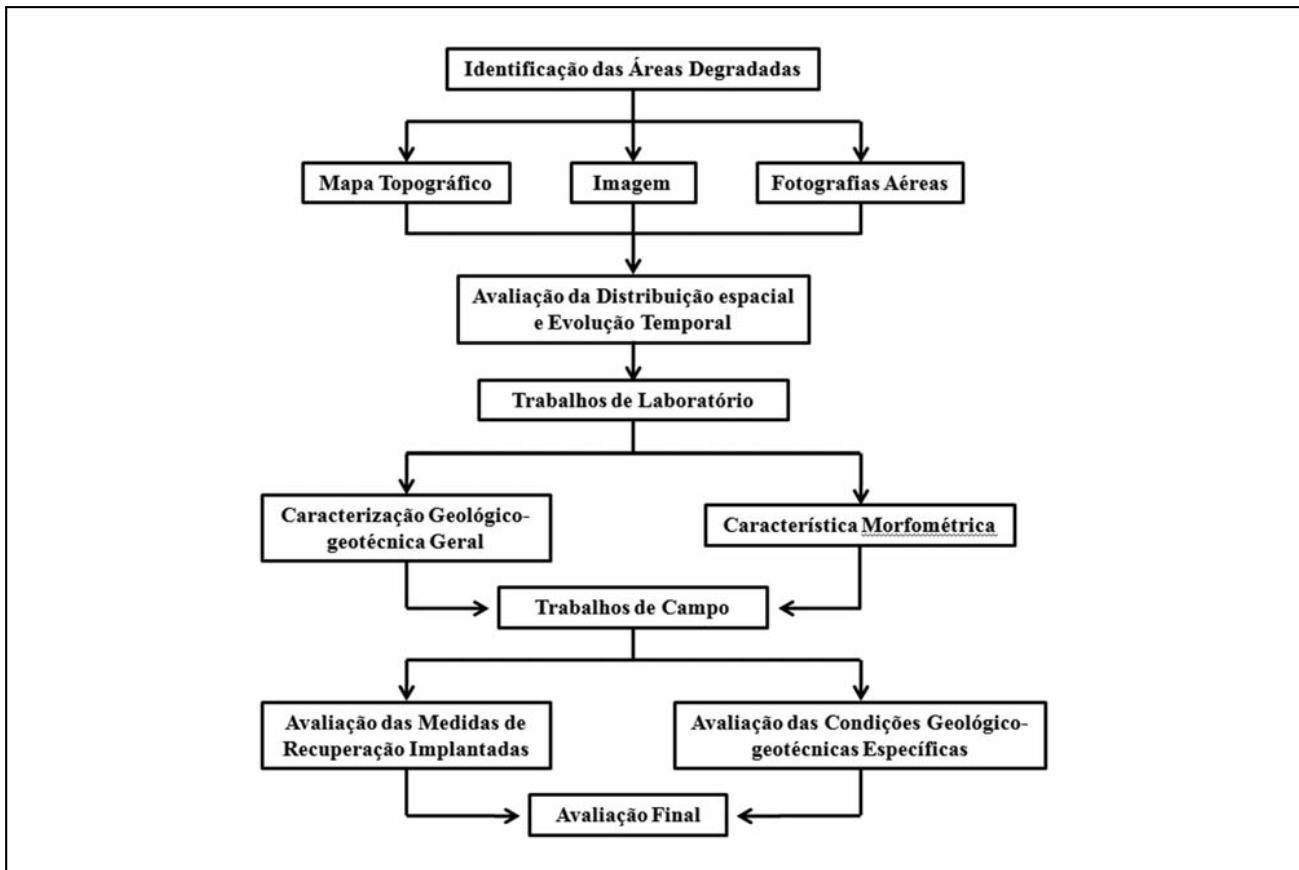 Identificação das Áreas Degradadas
Mapa Topográfico
Imagem
Fotografias Aéreas
Avaliação da Distribuição espacial
e Evolução Temporal
Trabalhos de Laboratório
Caracterização Geológico-
geotécnica Geral
Característica Morfométrica
Trabalhos de Campo
Avaliação das Medidas de
Recuperação Implantadas
Avaliação das Condições Geológico-
geotécnicas Específicas
Avaliação Final